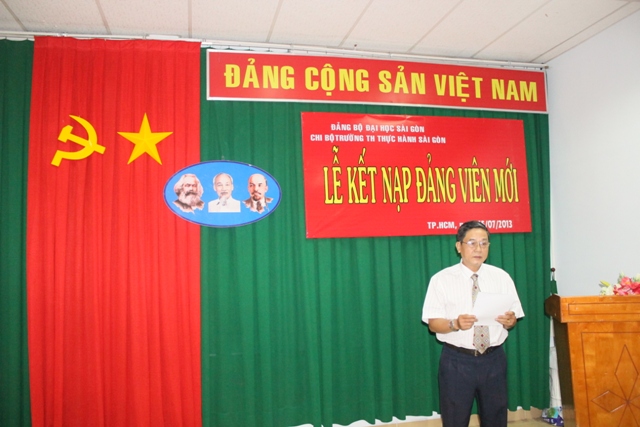 ĐẢNG CỘNG SẢN VIỆT NAM
ĐẢNG BỘ ĐẠI HỌC SÀI GÒN
CHI BỘ TRƯỜNG TH THỰC HÀNH SÀI GÒN
LỄ KẾT NẠP ĐẢNG VIÊN MỚI
TP.HCM, /07/2013